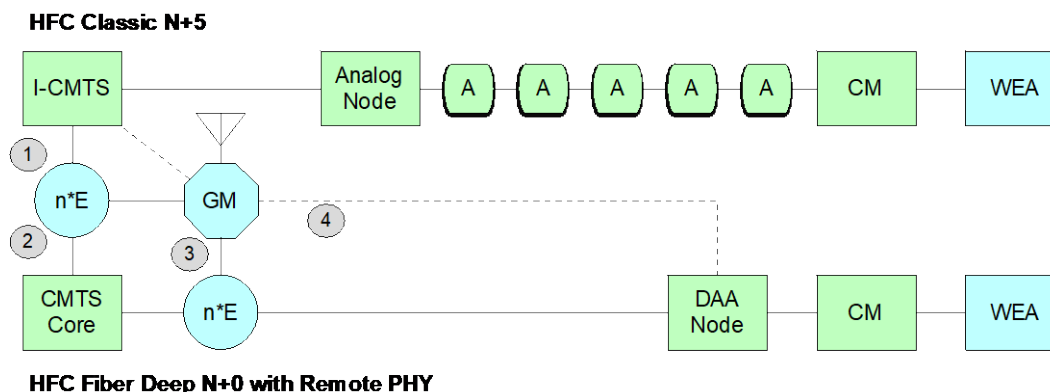 HFC Classic N+5
I-CMTS
Analog
Node
A
A
A
A
A
CM
WEA
1
n*E
GM
4
2
3
CMTS
Core
n*E
DAA
Node
CM
WEA
HFC Fiber Deep N+0 with Remote PHY